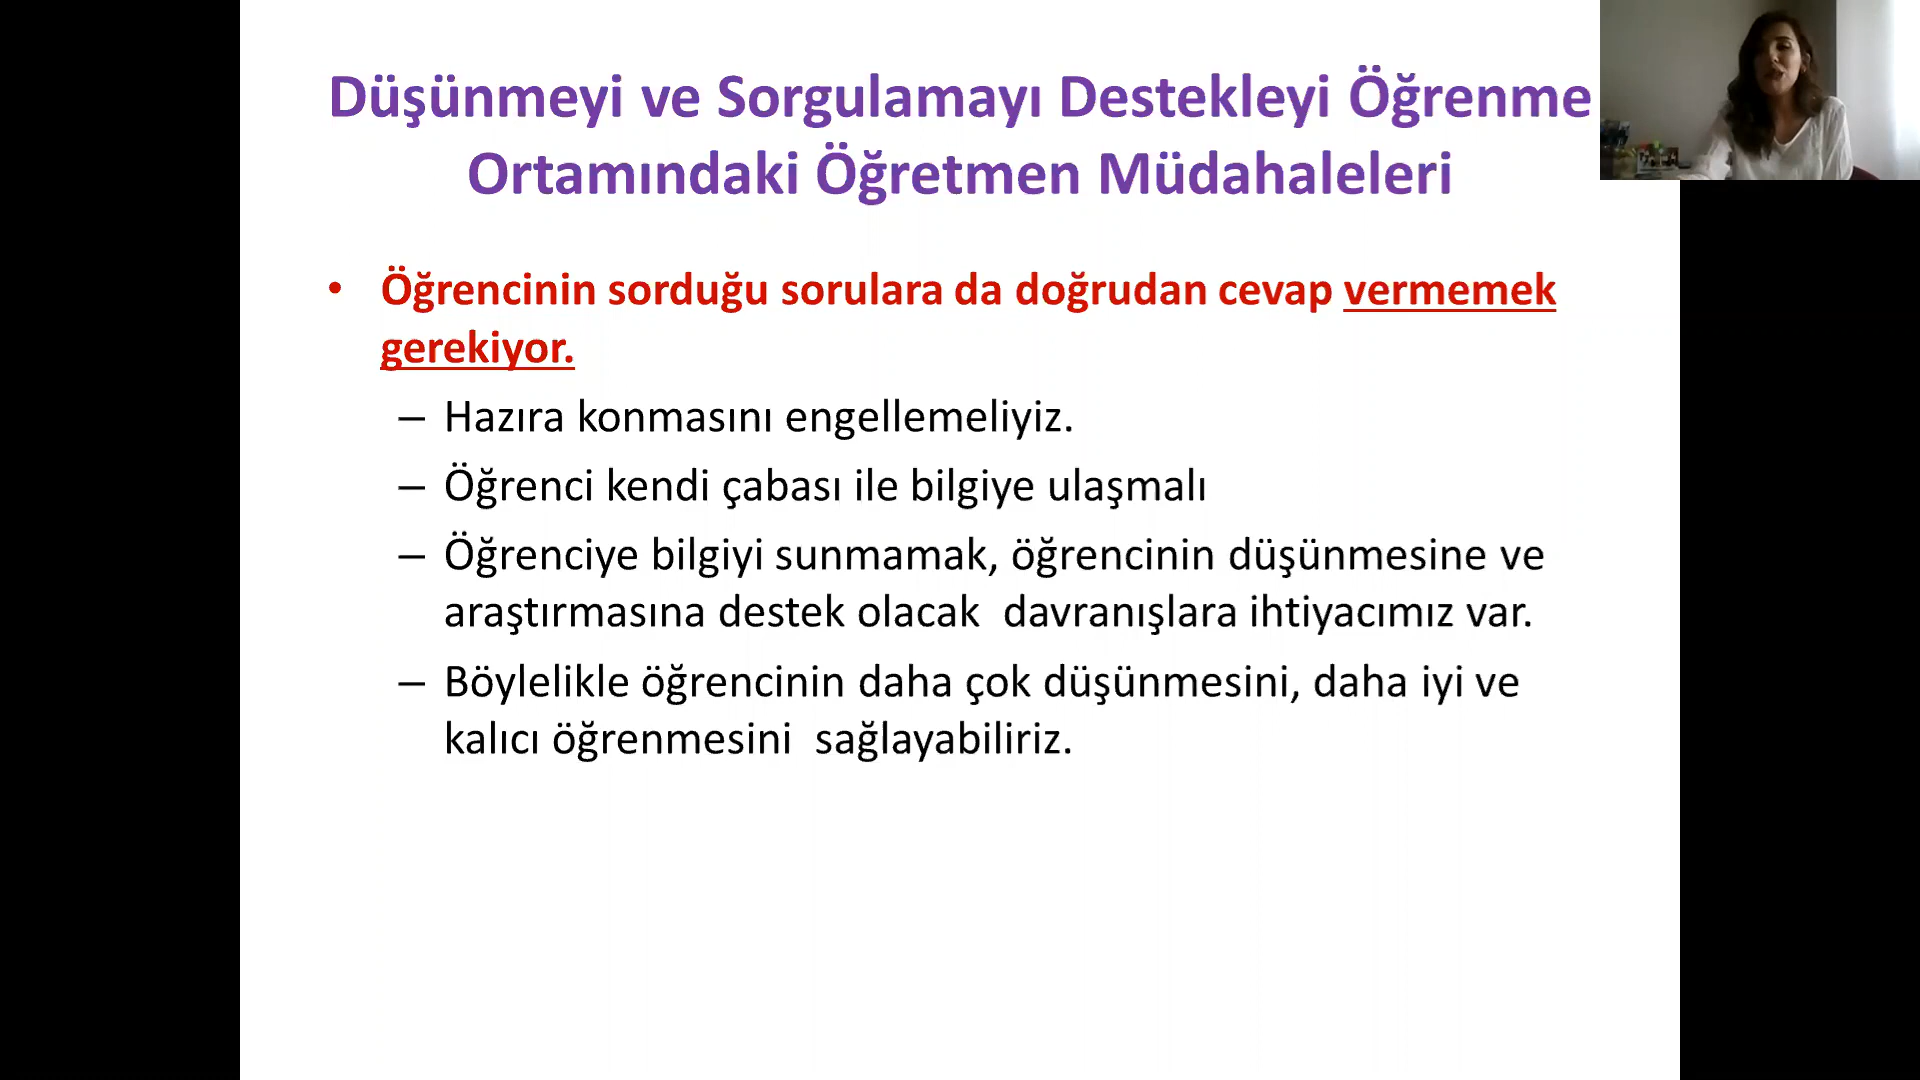 Düşünmeyi ve Sorgulamayı Destekleyi Öğrenme
Ortamındaki Öğretmen Müdahaleleri
• Öğrencinin sorduğu sorulara da doğrudan cevap vermemek
gerekiyor.
– Hazıra konmasını engellemeliyiz.
– Öğrenci kendi çabası ile bilgiye ulaşmalı
– Öğrenciye bilgiyi sunmamak, öğrencinin düşünmesine ve
araştırmasına destek olacak  davranışlara ihtiyacımız var.
– Böylelikle öğrencinin daha çok düşünmesini, daha iyi ve
kalıcı öğrenmesini  sağlayabiliriz.